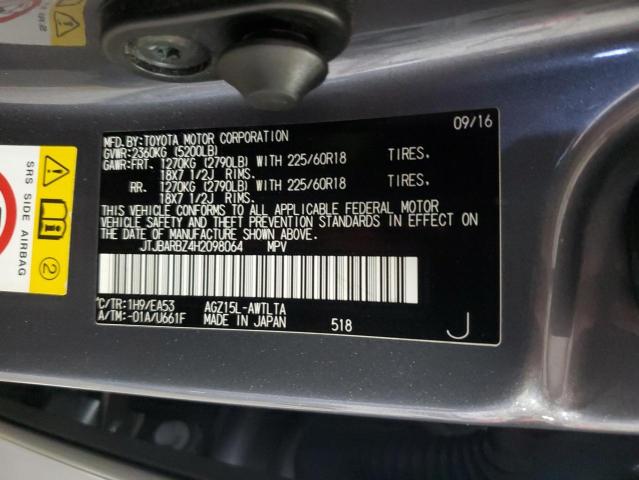 09/16
MFD. BY: TOYOTA MOTOR CORPORATION
GVWR: 2360KG (5200LB)
GAWR: FRT. 1270KG (2790LB) WITH 225/60R18 TIRES,
18X7 1/2J RIMS.
RR. 1270KG (2790LB) WITH 225/60R18 TIRES,
18X7 1/2J RIMS.
THIS VEHICLE CONFORMS TO ALL APPLICABLE FEDERAL MOTOR
VEHICLE SAFETY AND THEFT PREVENTION STANDARDS IN EFFECT ON
THE DATE OF MANUFACTURE SHOWN ABOVE.
JTJBARBZ4H2098064 MPV
C/TR: 1H9/EA53 AGZ15L-AWTLTA
A/TM: -01A/U661F MADE IN JAPAN 518 J
SRS SIDE AIRBAG
2